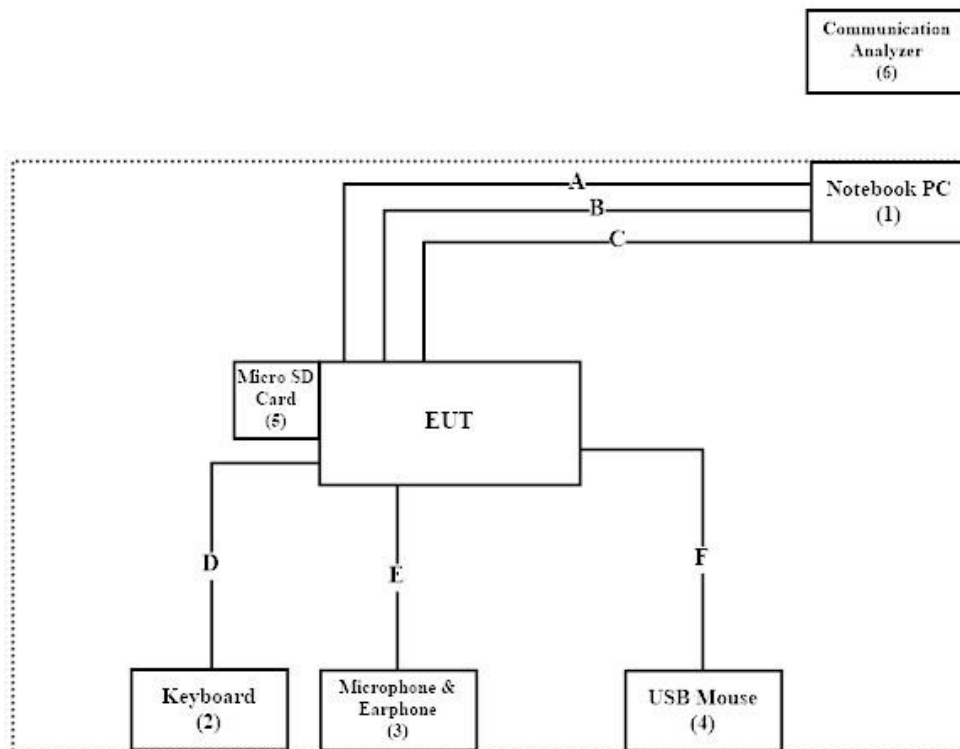 Communication
Analyzer
(6)
A
Notebook PC
(1)
B
C
Micro SD
Card
(5)
EUT
D
E
F
Keyboard
(2)
Microphone &
Earphone
(3)
USB Mouse
(4)